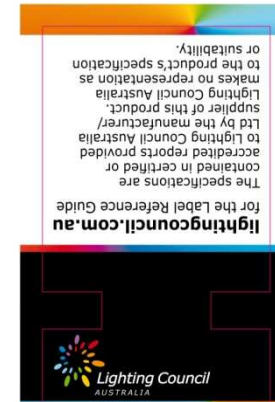 lightingcouncil.com.au
for the Label Reference Guide
The specifications are
contained in certified or
accredited reports provided
to Lighting Council Australia
Ltd by the manufacturer/
supplier of this product.
Lighting Council Australia
makes no representation as
to the product's specification
or suitability.
Lighting Council
AUSTRALIA